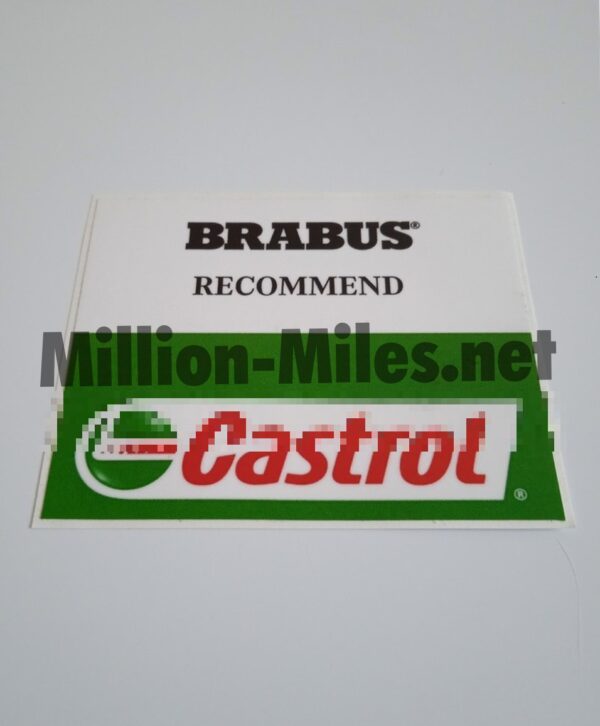 BRABUS®
RECOMMEND
Million-Miles.net
Castrol
®